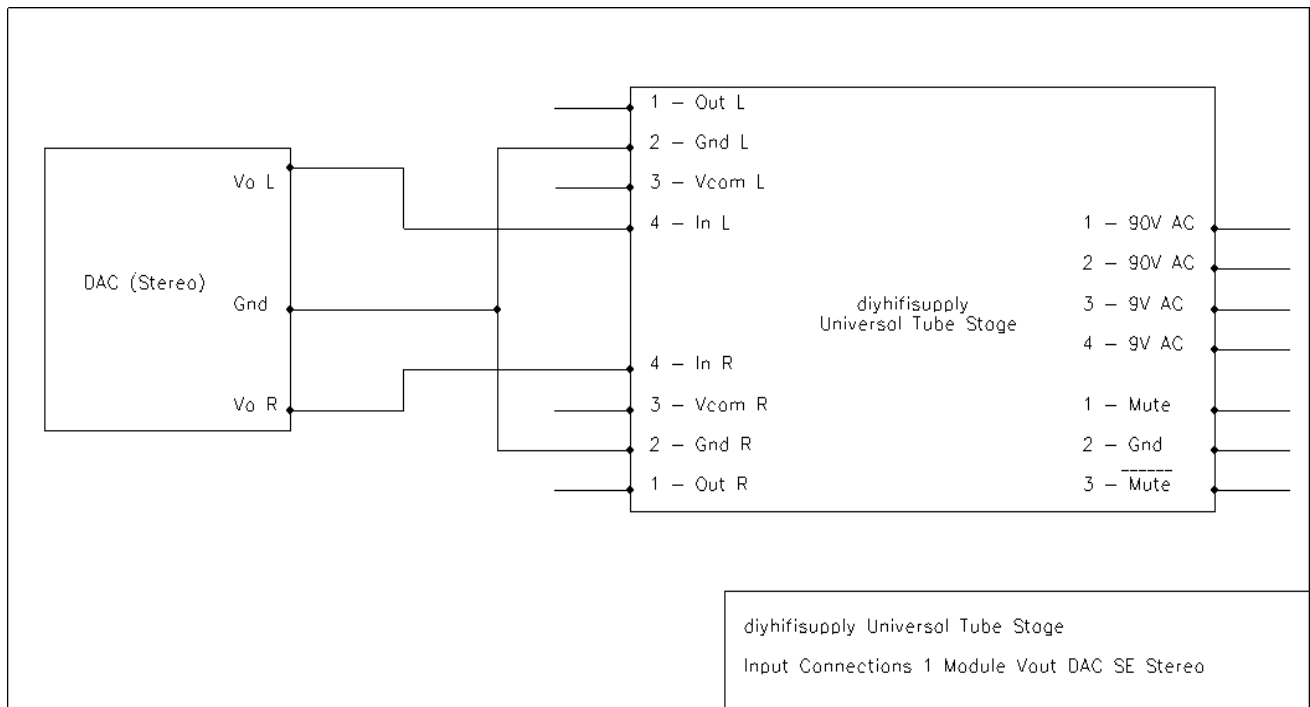 Vo L
DAC (Stereo)
Gnd
Vo R
1 - Out L
2 - Gnd L
3 - Vcom L
4 - In L
4 - In R
3 - Vcom R
2 - Gnd R
1 - Out R
diyhifisupply
Universal Tube Stage
1 - 90V AC
2 - 90V AC
3 - 9V AC
4 - 9V AC
1 - Mute
2 - Gnd
3 - Mute
diyhifisupply Universal Tube Stage
Input Connections 1 Module Vout DAC SE Stereo